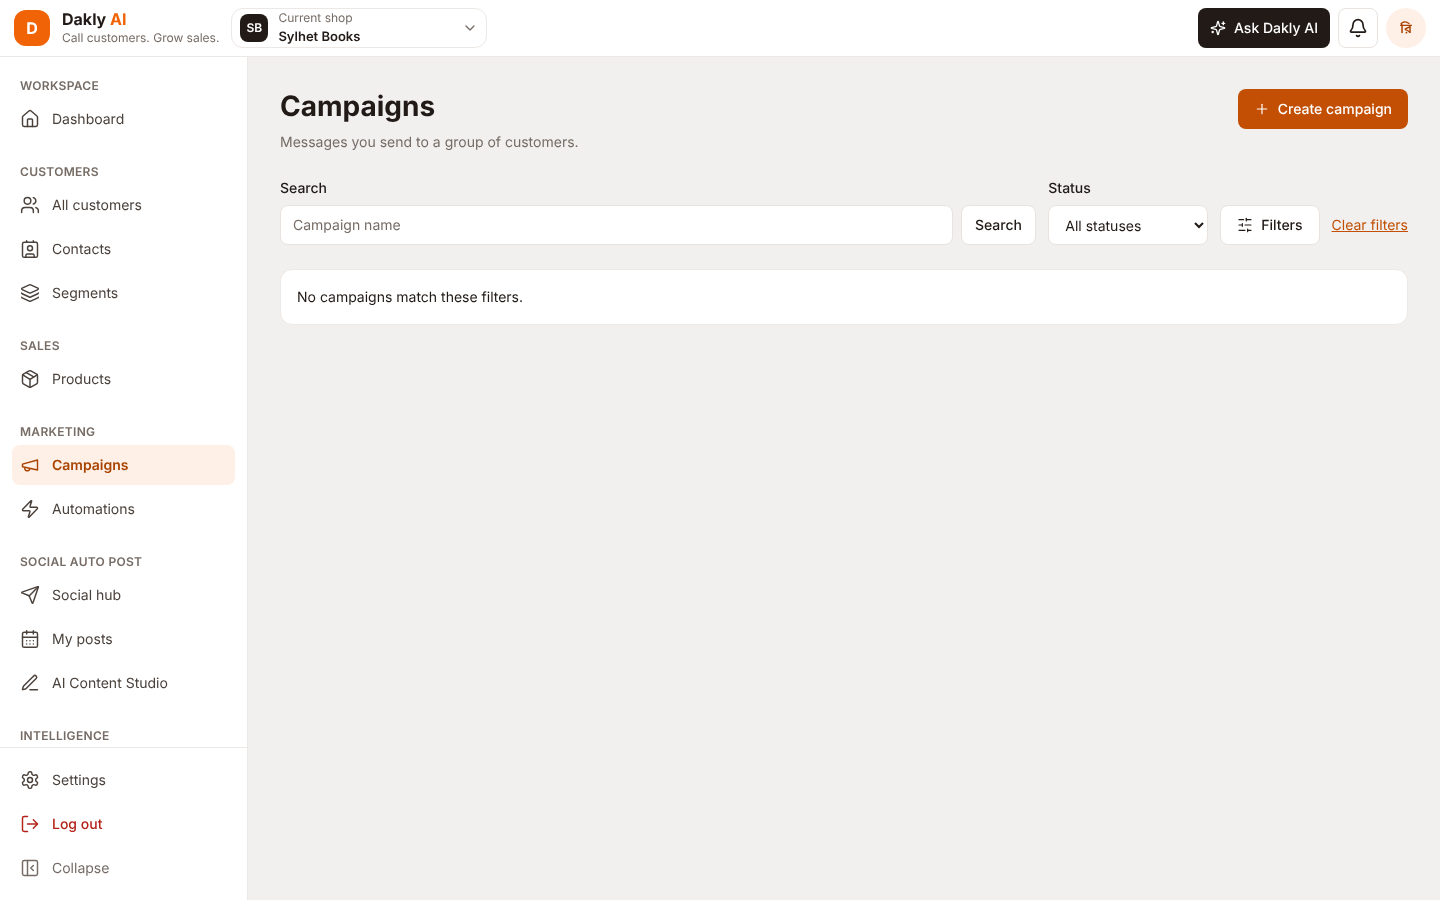 D
Dakly AI
Call customers. Grow sales.
SB
Current shop
Sylhet Books
Ask Dakly AI
রি
WORKSPACE
Dashboard
CUSTOMERS
All customers
Contacts
Segments
SALES
Products
MARKETING
Campaigns
Automations
SOCIAL AUTO POST
Social hub
My posts
AI Content Studio
INTELLIGENCE
Settings
Log out
Collapse
Campaigns
Messages you send to a group of customers.
Create campaign
Search
Status
Campaign name
Search
All statuses
Filters
Clear filters
No campaigns match these filters.